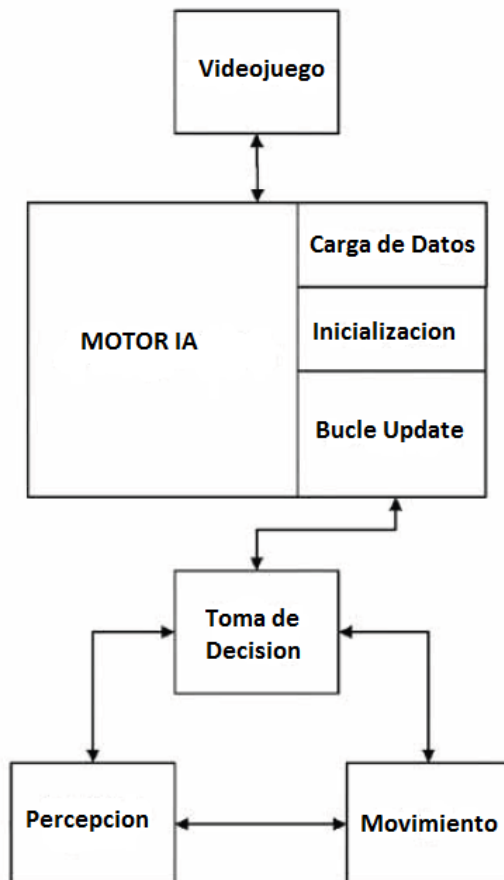 Videojuego
MOTOR IA
Carga de Datos
Inicializacion
Bucle Update
Toma de
Decision
Percepcion
Movimiento